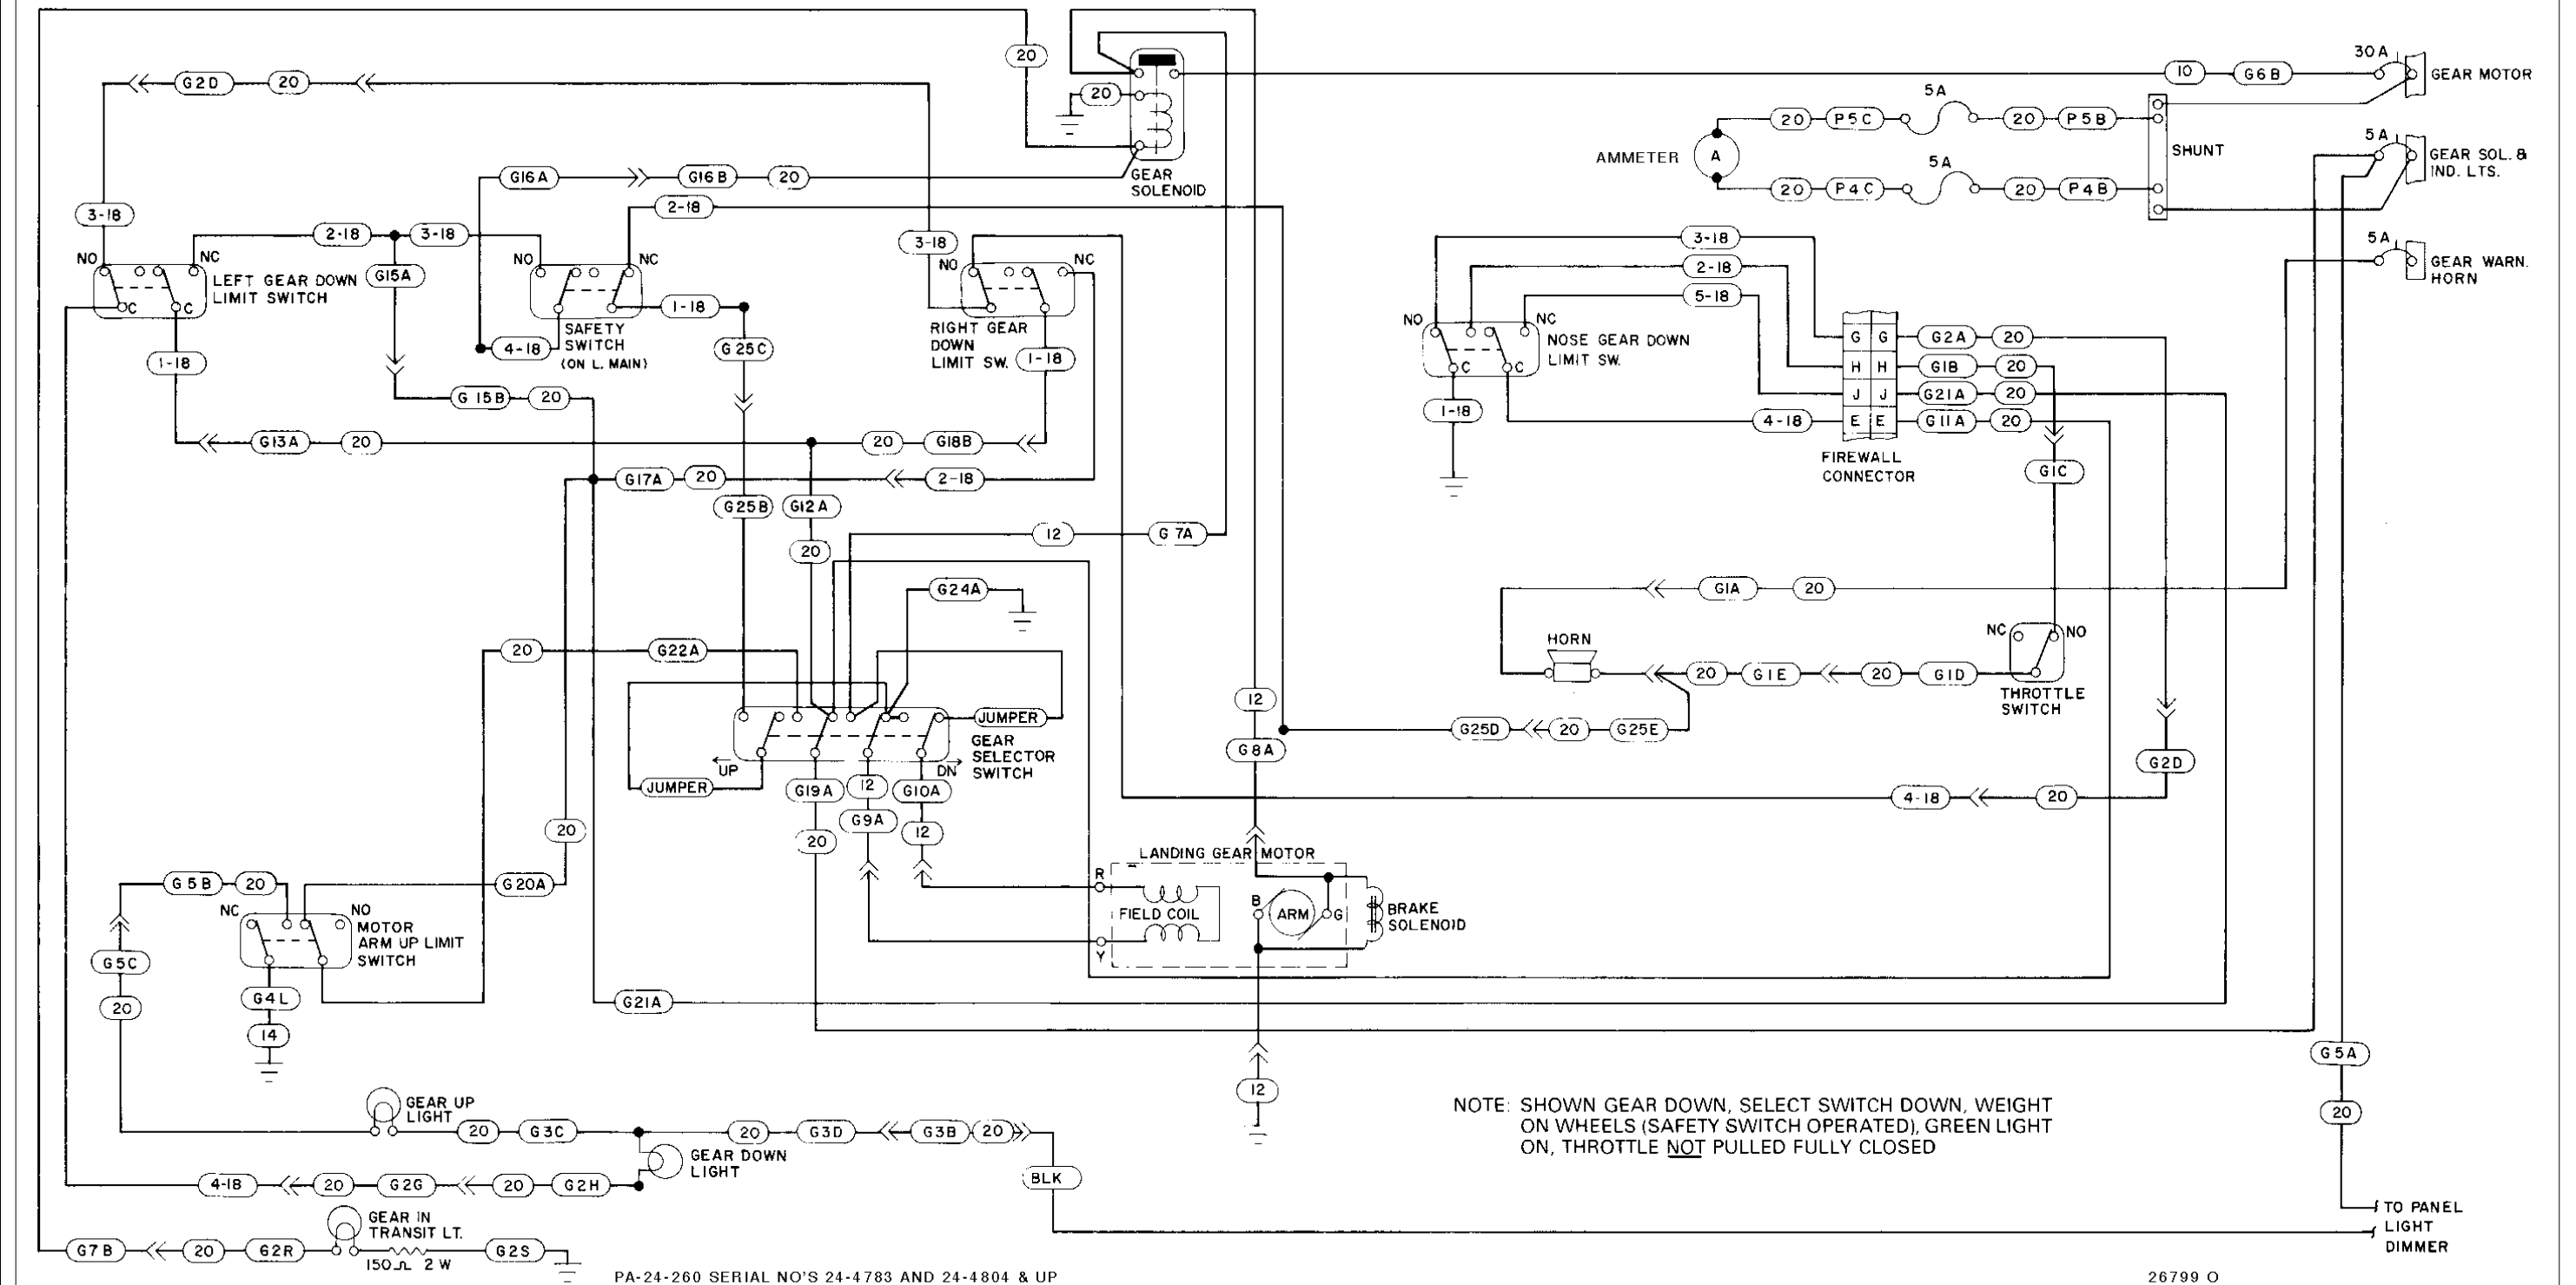 20
30 A
GEAR MOTOR
10
G6B
G2D
20
20
5A
20
P5C
20
P5B
5A
SHUNT
GEAR SOL. &
IND. LTS.
AMMETER
A
5A
20
P4C
20
P4B
G16A
G16B
20
GEAR
SOLENOID
3-18
2-18
2-18
3-18
3-18
NO
NC
G15A
NO
NC
NO
NC
LEFT GEAR DOWN
LIMIT SWITCH
C
C
1-18
SAFETY
SWITCH
(ON L. MAIN)
4-18
G25C
RIGHT GEAR
DOWN
LIMIT SW.
1-18
1-18
3-18
2-18
5-18
5A
GEAR WARN.
HORN
NO
NC
NOSE GEAR DOWN
LIMIT SW.
C
C
1-18
4-18
G G
H H
J J
E E
G2A
20
G1B
20
G21A
20
G11A
20
FIREWALL
CONNECTOR
G1C
G 15B
20
G13A
20
20
G18B
G17A
20
2-18
G25B
G12A
20
12
G 7A
G24A
G1A
20
20
G22A
HORN
NC
NO
20
G1E
20
G1D
THROTTLE
SWITCH
JUMPER
GEAR
SELECTOR
SWITCH
UP
DN
JUMPER
G19A
12
G10A
G9A
12
20
12
G8A
G25D
20
G25E
G2D
4-18
20
20
LANDING GEAR MOTOR
R
FIELD COIL
Y
B
ARM
G
BRAKE
SOLENOID
G5B
20
G20A
NC
NO
MOTOR
ARM UP LIMIT
SWITCH
G5C
20
G4L
14
G21A
G5A
20
12
GEAR UP
LIGHT
20
G3C
20
G3D
G3B
20
GEAR DOWN
LIGHT
BLK
4-18
20
G2G
20
G2H
NOTE: SHOWN GEAR DOWN, SELECT SWITCH DOWN, WEIGHT
ON WHEELS (SAFETY SWITCH OPERATED), GREEN LIGHT
ON, THROTTLE NOT PULLED FULLY CLOSED
GEAR IN
TRANSIT LT.
G7B
20
G2R
150Ω 2 W
G2S
TO PANEL
LIGHT
DIMMER
PA-24-260 SERIAL NO'S 24-4783 AND 24-4804 & UP
26799 O